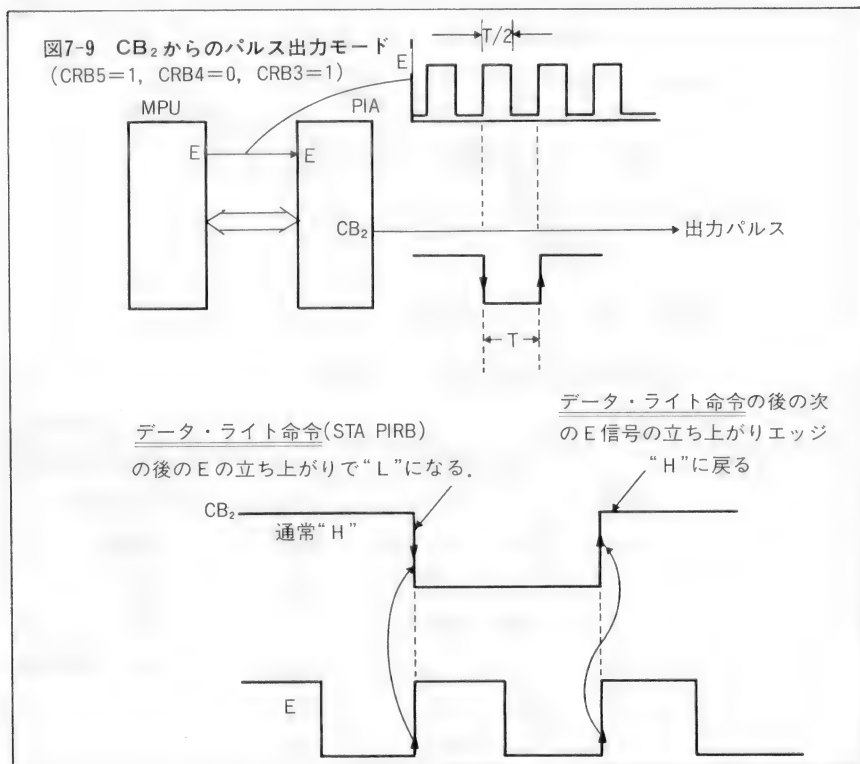 図7-9 CB₂からのパルス出力モード
(CRB5=1, CRB4=0, CRB3=1)
T/2
E
MPU
PIA
E
E
CB₂
出力パルス
T
データ・ライト命令(STA PIRB)
の後のEの立ち上がりで“L”になる.
データ・ライト命令の後の次
のE信号の立ち上がりエッジ
“H”に戻る
CB₂
通常“H”
E